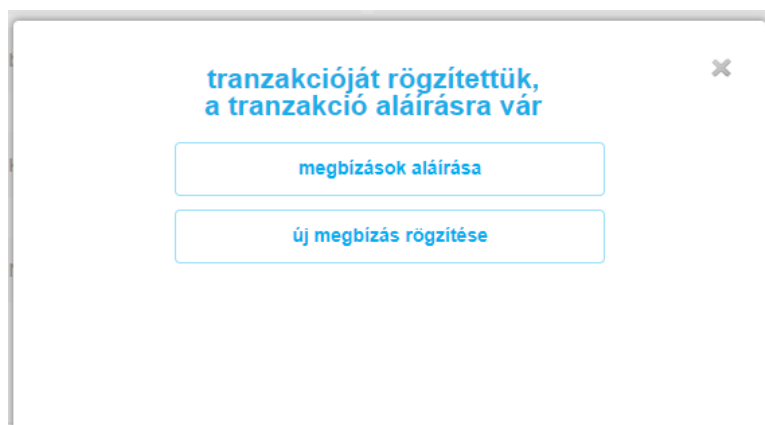 tranzakcióját rögzítettük,
a tranzakció aláírásra vár
megbízások aláírása
új megbízás rögzítése